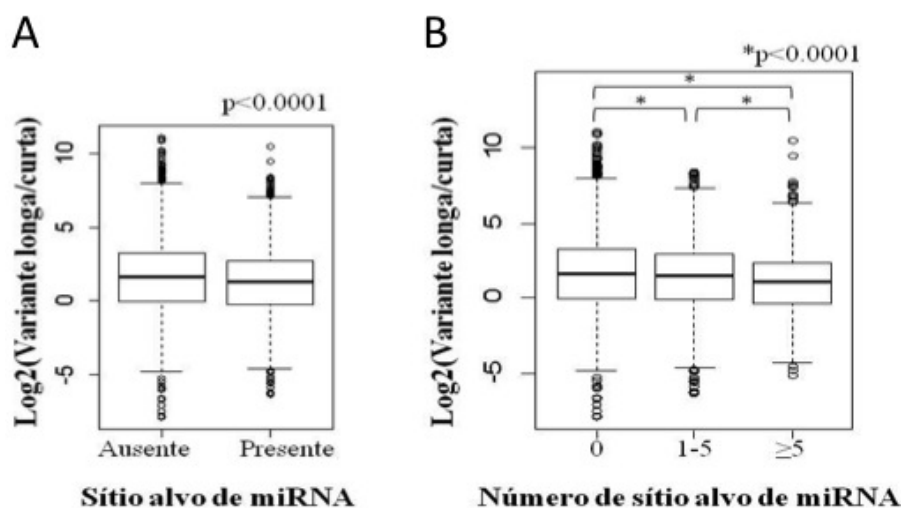 A
p<0.0001
Log2(Variante longa/curta)
10
5
0
-5
Ausente Presente
Sítio alvo de miRNA
B
*p<0.0001
*
* *
Log2(Variante longa/curta)
10
5
0
-5
0 1-5 ≥5
Número de sítio alvo de miRNA